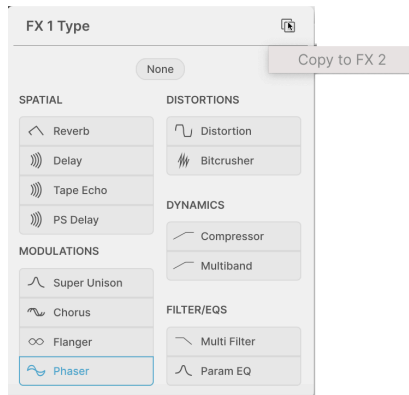 FX 1 Type
Copy to FX 2
None
SPATIAL
Reverb
Delay
Tape Echo
PS Delay
MODULATIONS
Super Unison
Chorus
Flanger
Phaser
DISTORTIONS
Distortion
Bitcrusher
DYNAMICS
Compressor
Multiband
FILTER/EQS
Multi Filter
Param EQ